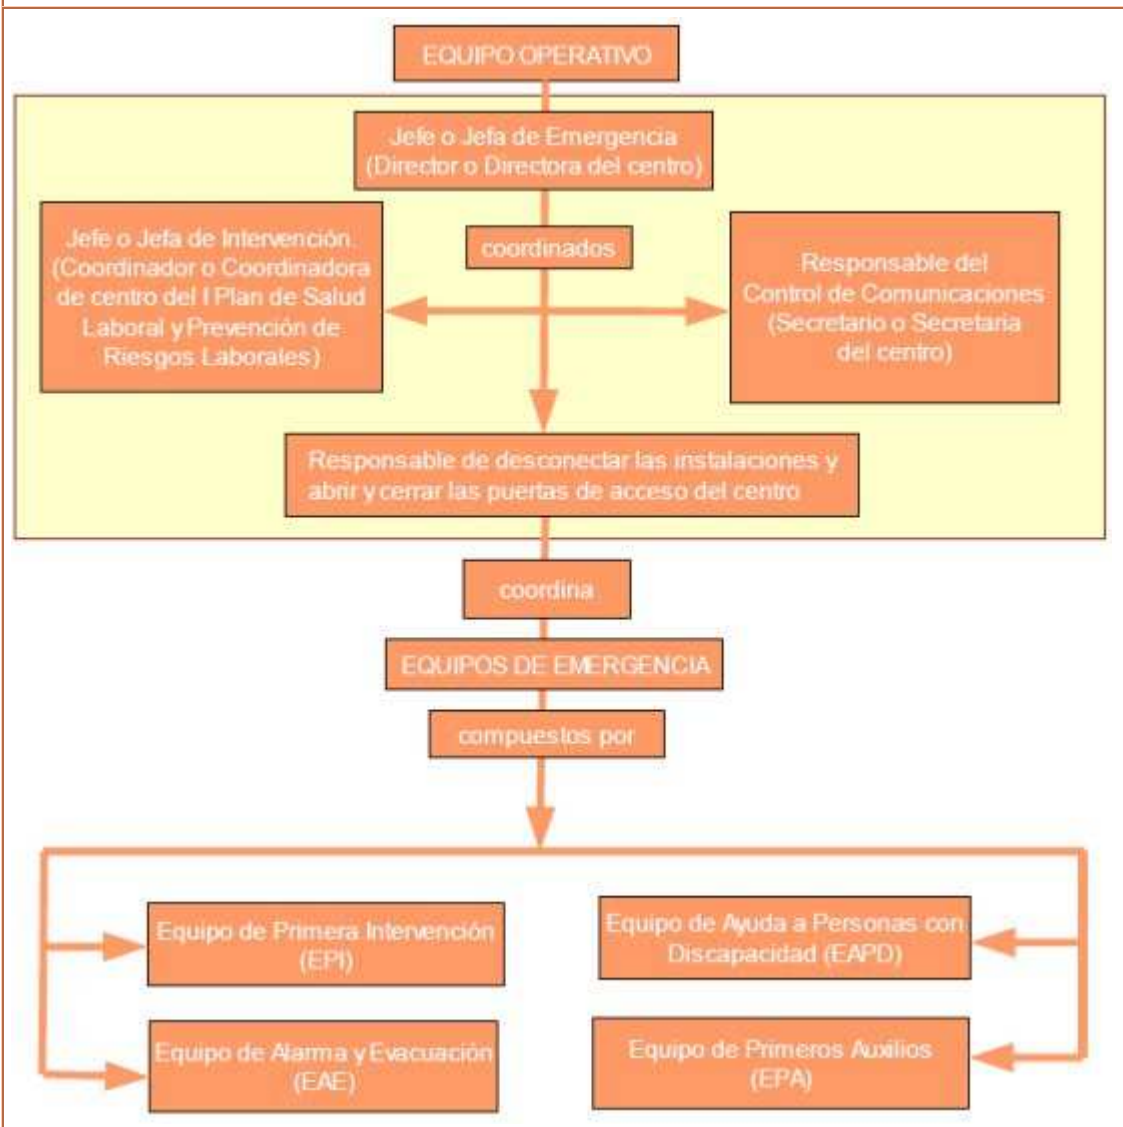 EQUIPO OPERATIVO
Jefe o Jefa de Emergencia
(Director o Directora del centro)
Jefe o Jefa de Intervención.
(Coordinador o Coordinadora
de centro del I Plan de Salud
Laboral y Prevención de
Riesgos Laborales)
coordinados
Responsable del
Control de Comunicaciones
(Secretario o Secretaria
del centro)
Responsable de desconectar las instalaciones y
abrir y cerrar las puertas de acceso del centro
coordina
EQUIPOS DE EMERGENCIA
compuestos por
Equipo de Primera Intervención
(EPI)
Equipo de Ayuda a Personas con
Discapacidad (EAPD)
Equipo de Alarma y Evacuación
(EAE)
Equipo de Primeros Auxilios
(EPA)